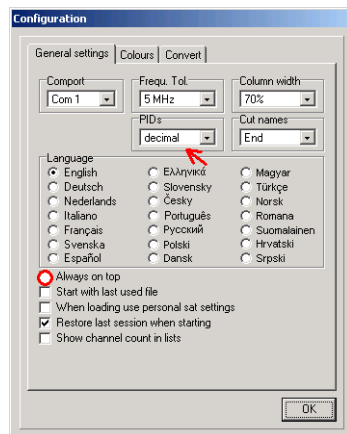 Configuration
General settings Colours Convert
Comport Frequ. Tol. Column width
Com 1 5 MHz 70%
PIDs Cut names
decimal End
Language
English Ελληνικά Magyar
Deutsch Slovensky Türkçe
Nederlands Česky Norsk
Italiano Português Romana
Français Русский Suomalainen
Svenska Polski Hrvatski
Español Dansk Srpski
Always on top
Start with last used file
When loading use personal sat settings
Restore last session when starting
Show channel count in lists
OK